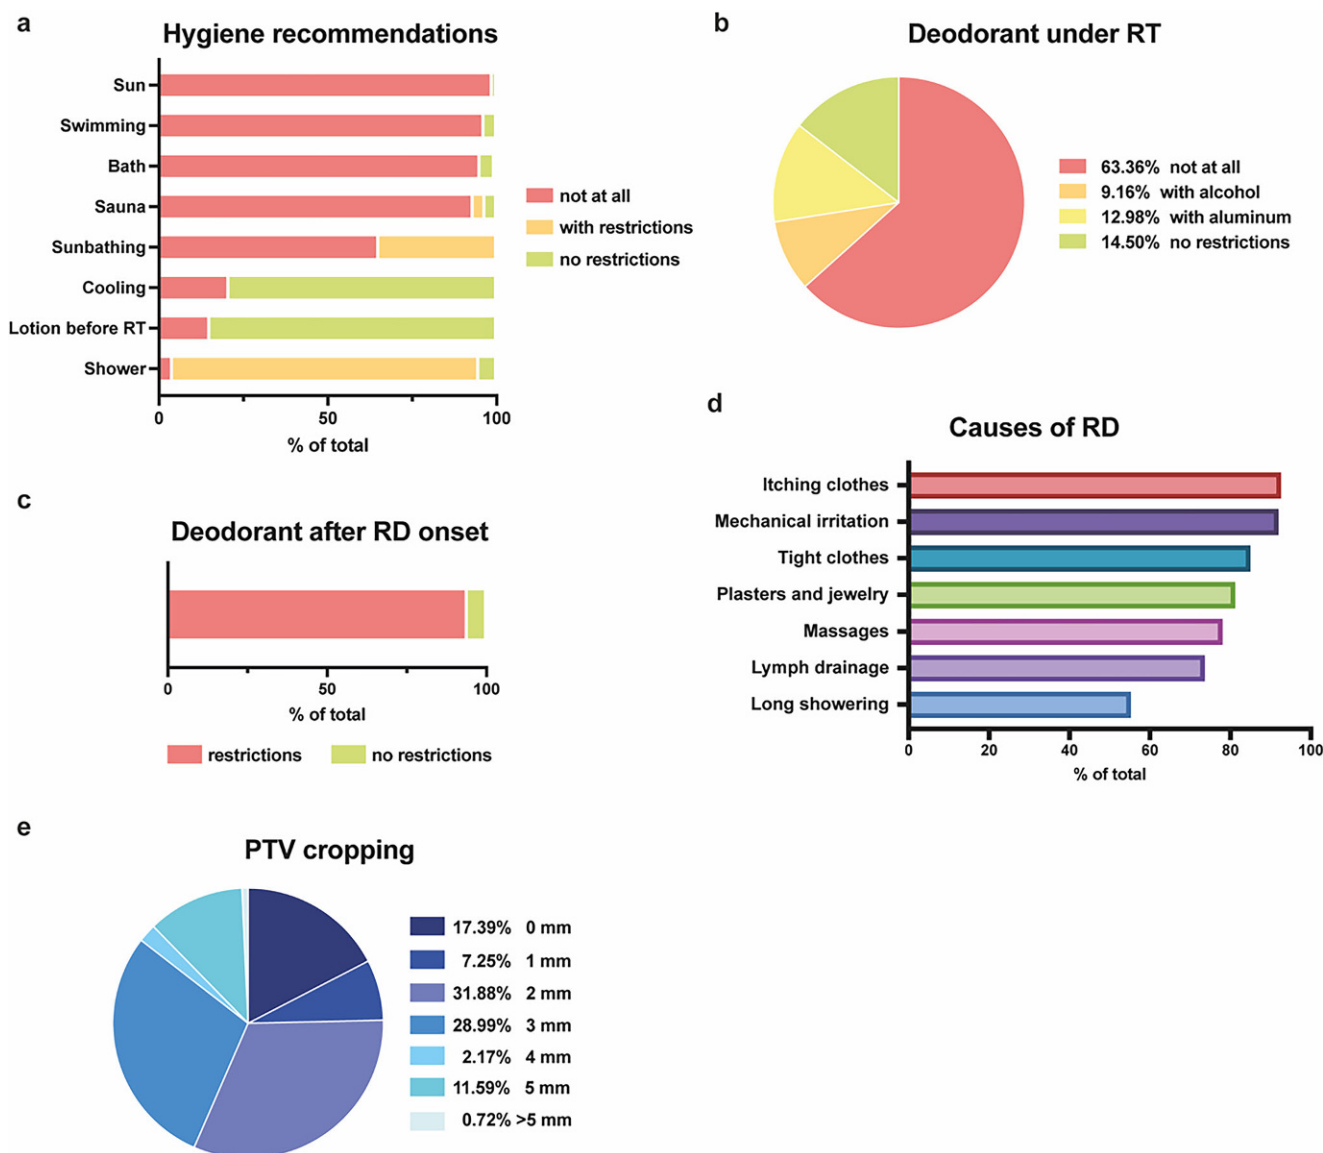 a
Hygiene recommendations
Sun
Swimming
Bath
Sauna
Sunbathing
Cooling
Lotion before RT
Shower
0
50
100
% of total
not at all
with restrictions
no restrictions
b
Deodorant under RT
63.36% not at all
9.16% with alcohol
12.98% with aluminum
14.50% no restrictions
c
Deodorant after RD onset
0
50
100
% of total
restrictions
no restrictions
d
Causes of RD
Itching clothes
Mechanical irritation
Tight clothes
Plasters and jewelry
Massages
Lymph drainage
Long showering
0
20
40
60
80
100
% of total
e
PTV cropping
17.39% 0 mm
7.25% 1 mm
31.88% 2 mm
28.99% 3 mm
2.17% 4 mm
11.59% 5 mm
0.72% >5 mm